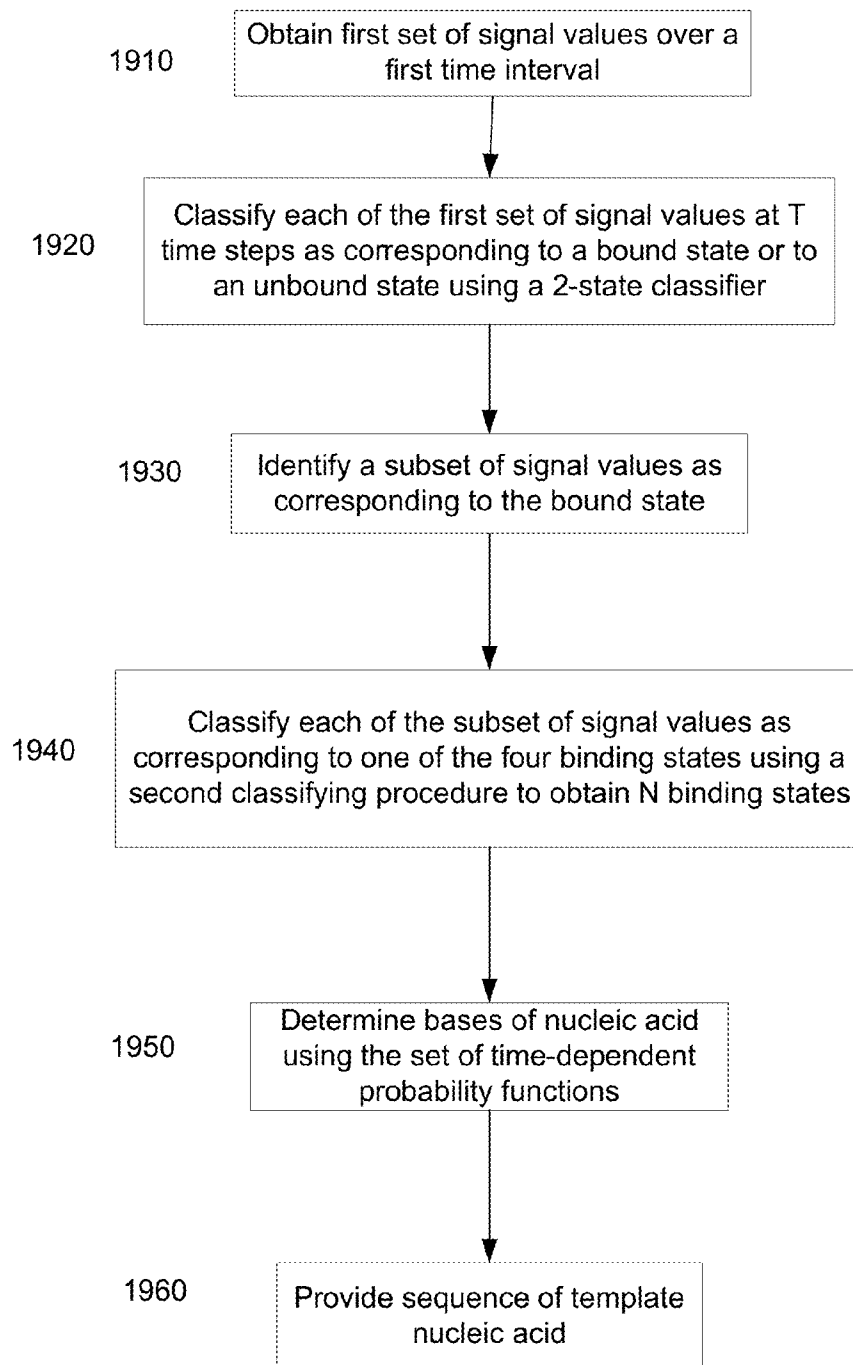 1910
Obtain first set of signal values over a
first time interval
1920
Classify each of the first set of signal values at T
time steps as corresponding to a bound state or to
an unbound state using a 2-state classifier
1930
Identify a subset of signal values as
corresponding to the bound state
1940
Classify each of the subset of signal values as
corresponding to one of the four binding states using a
second classifying procedure to obtain N binding states
1950
Determine bases of nucleic acid
using the set of time-dependent
probability functions
1960
Provide sequence of template
nucleic acid